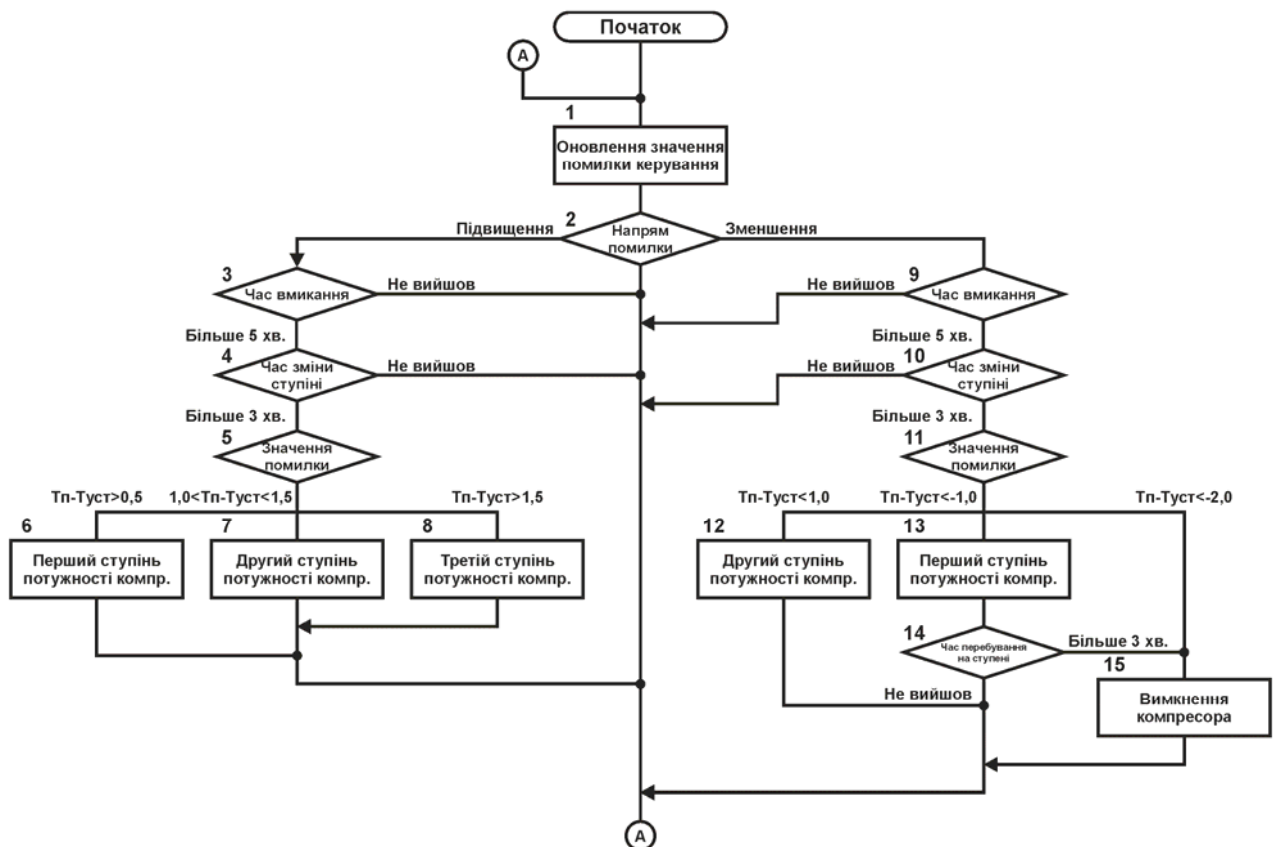 Початок
А
1
Оновлення значення
помилки керування
2
Напрям
помилки
Підвищення
Зменшення
3
Час вмикання
Не вийшов
Не вийшов
9
Час вмикання
Більше 5 хв.
Більше 5 хв.
4
Час зміни
ступіні
Не вийшов
Не вийшов
10
Час зміни
ступіні
Більше 3 хв.
Більше 3 хв.
5
Значення
помилки
11
Значення
помилки
Тп-Туст>0,5
1,0<Тп-Туст<1,5
Тп-Туст>1,5
Тп-Туст<1,0
Тп-Туст<-1,0
Тп-Туст<-2,0
6
Перший ступінь
потужності компр.
7
Другий ступінь
потужності компр.
8
Третій ступінь
потужності компр.
12
Другий ступінь
потужності компр.
13
Перший ступінь
потужності компр.
14
Час перебування
на ступені
Більше 3 хв.
Не вийшов
15
Вимкнення
компресора
А